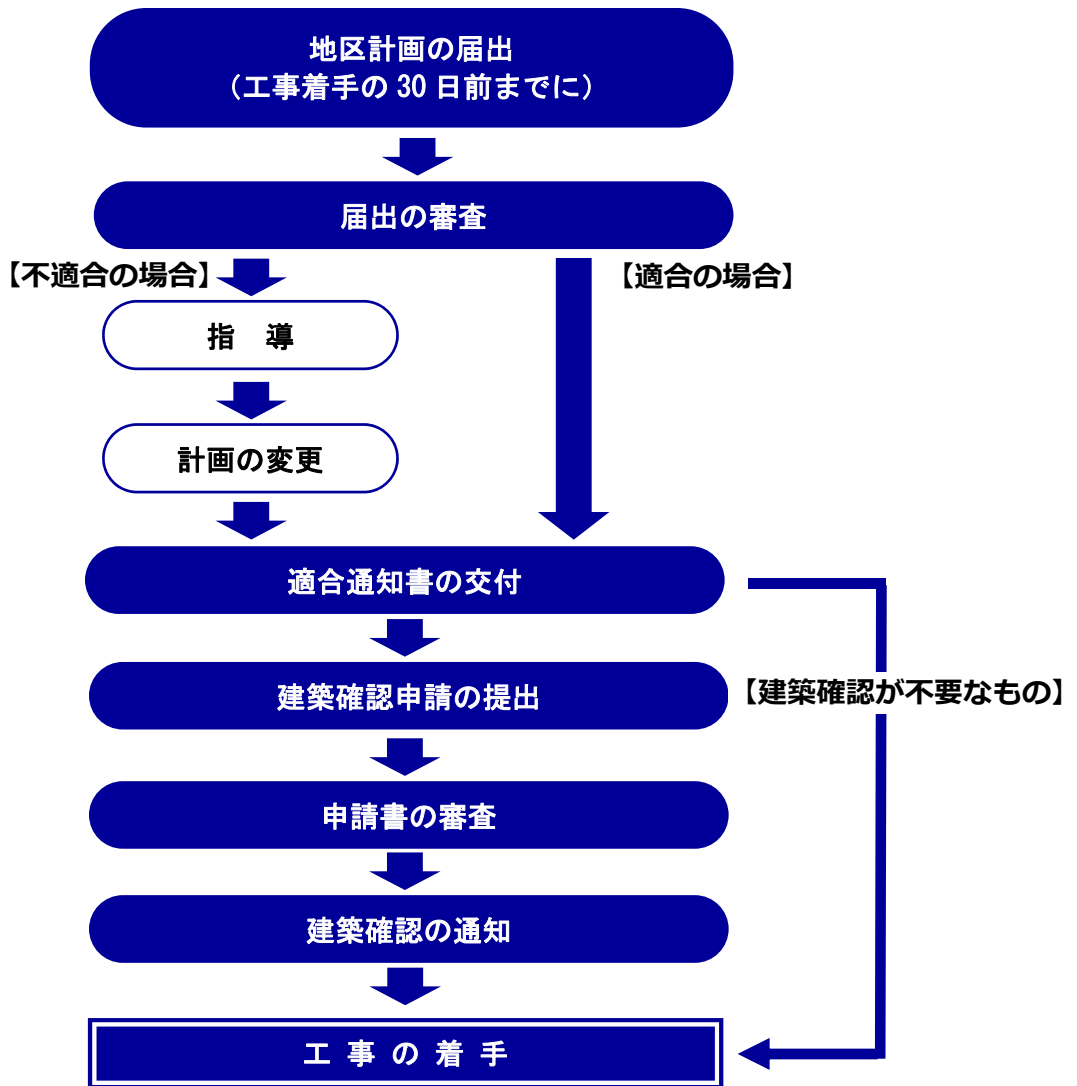 地区計画の届出
(工事着手の 30 日前までに)
届出の審査
【不適合の場合】
【適合の場合】
指　導
計画の変更
適合通知書の交付
建築確認申請の提出
【建築確認が不要なもの】
申請書の審査
建築確認の通知
工 事 の 着 手